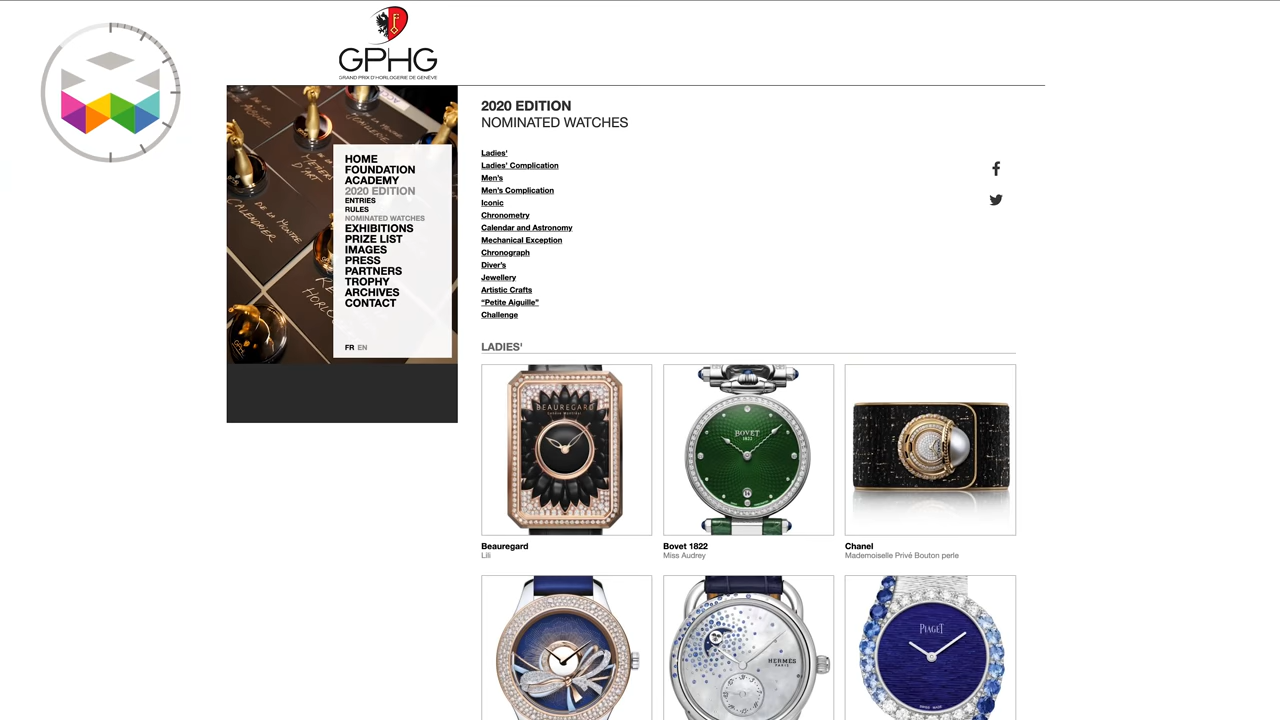 GPHG
GRAND PRIX D'HORLOGERIE DE GENÈVE
HOME
FOUNDATION
ACADEMY
2020 EDITION
ENTRIES
RULES
NOMINATED WATCHES
EXHIBITIONS
PRIZE LIST
IMAGES
PRESS
PARTNERS
TROPHY
ARCHIVES
CONTACT
FR EN
2020 EDITION
NOMINATED WATCHES
Ladies'
Ladies' Complication
Men's
Men's Complication
Iconic
Chronometry
Calendar and Astronomy
Mechanical Exception
Chronograph
Diver's
Jewellery
Artistic Crafts
“Petite Aiguille”
Challenge
LADIES'
BEAUREGARD
BOVET
1822
Beauregard
Lili
Bovet 1822
Miss Audrey
Chanel
Mademoiselle Privé Bouton perle
HERMÈS
PARIS
PIAGET